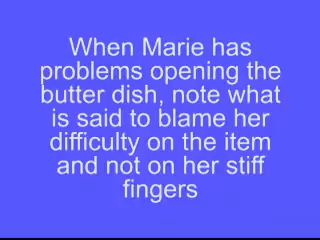 When Marie has
problems opening the
butter dish, note what
is said to blame her
difficulty on the item
and not on her stiff
fingers